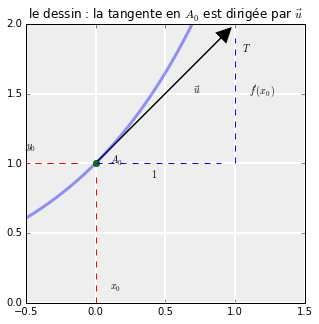 le dessin : la tangente en A₀ est dirigée par u⃗
2.0
T
1.5
u⃗
f′(x₀)
y₀
1.0
A₀
1
0.5
x₀
0.0
−0.5 0.0 0.5 1.0 1.5